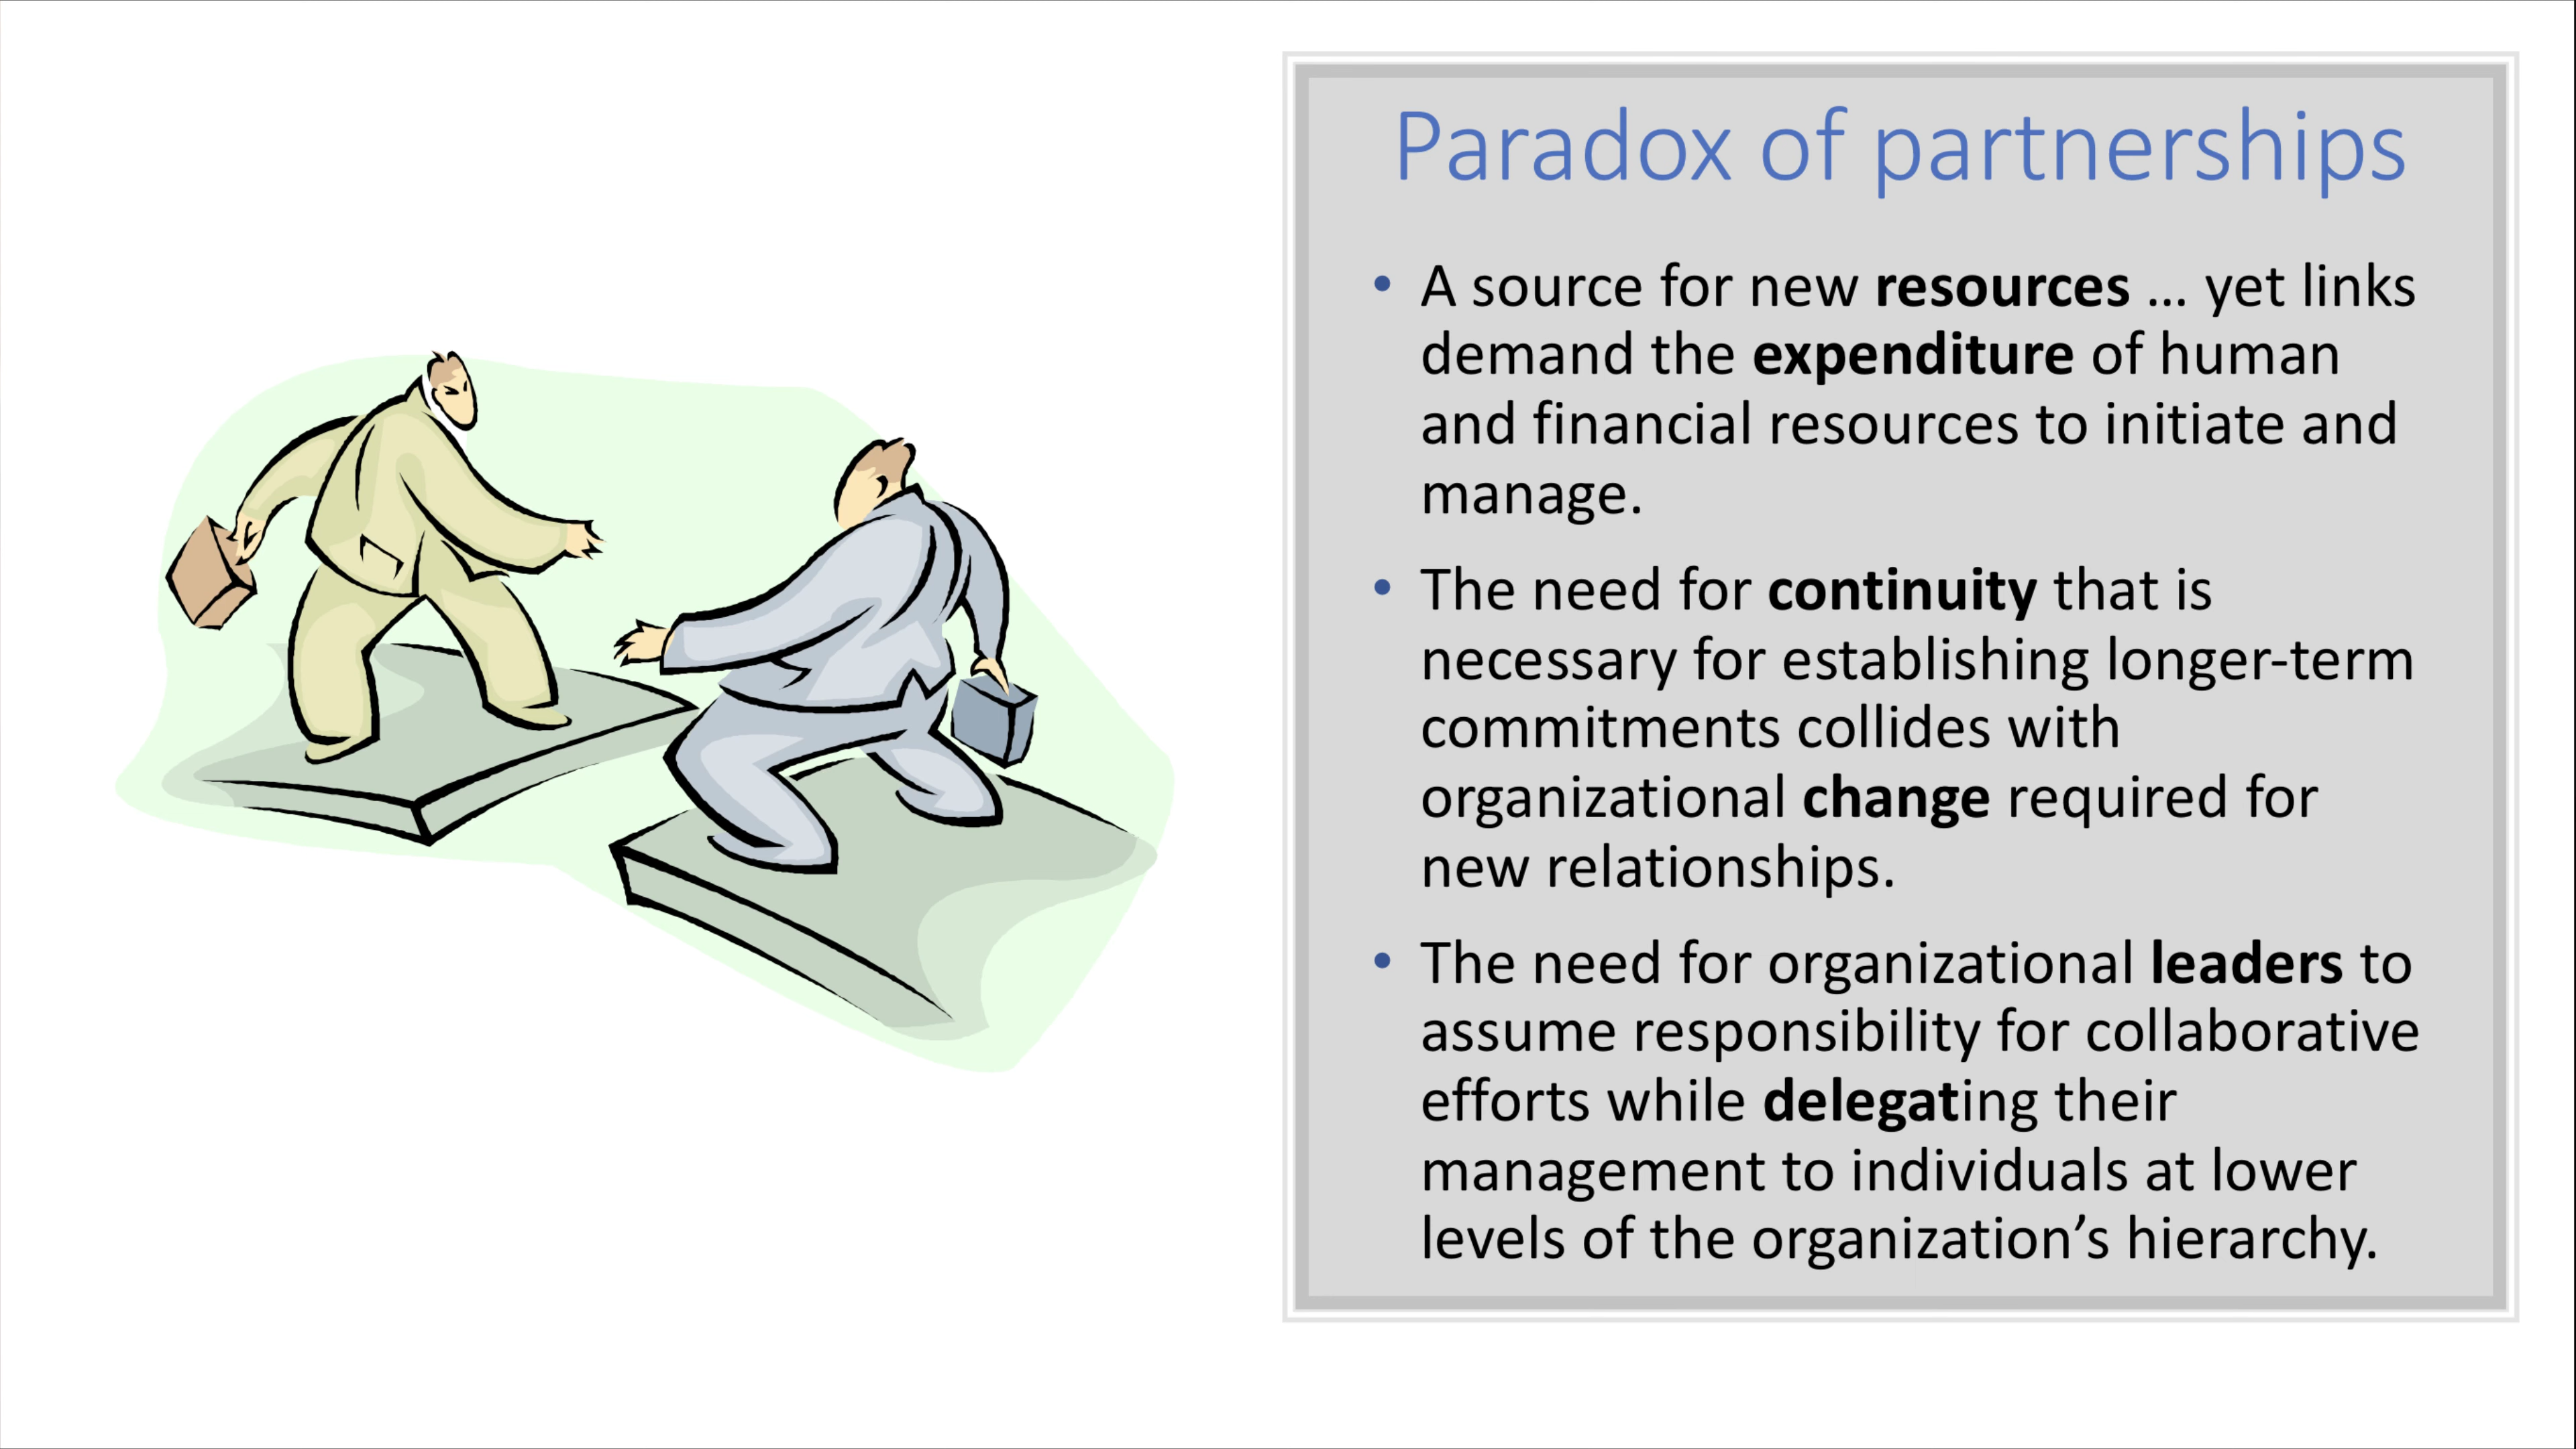 Paradox of partnerships
• A source for new resources … yet links
demand the expenditure of human
and financial resources to initiate and
manage.
• The need for continuity that is
necessary for establishing longer-term
commitments collides with
organizational change required for
new relationships.
• The need for organizational leaders to
assume responsibility for collaborative
efforts while delegating their
management to individuals at lower
levels of the organization’s hierarchy.